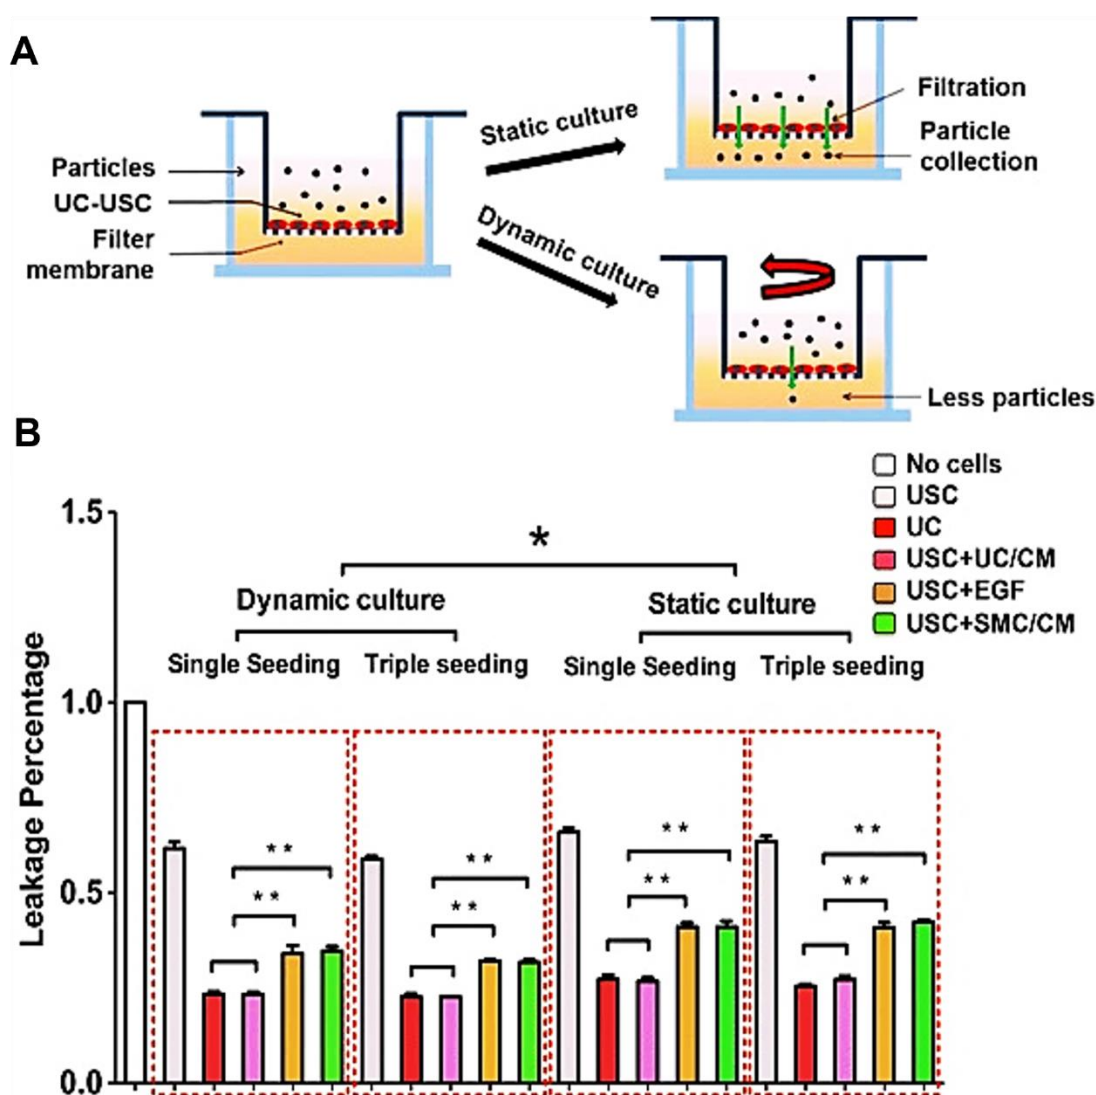 A
Particles
UC-USC
Filter
membrane
Static culture
Dynamic culture
Filtration
Particle
collection
Less particles
B
No cells
USC
UC
USC+UC/CM
USC+EGF
USC+SMC/CM
Leakage Percentage
1.5
1.0
0.5
0.0
*
Dynamic culture
Static culture
Single Seeding
Triple seeding
Single Seeding
Triple seeding
* *
* *
* *
* *
* *
* *
* *
* *